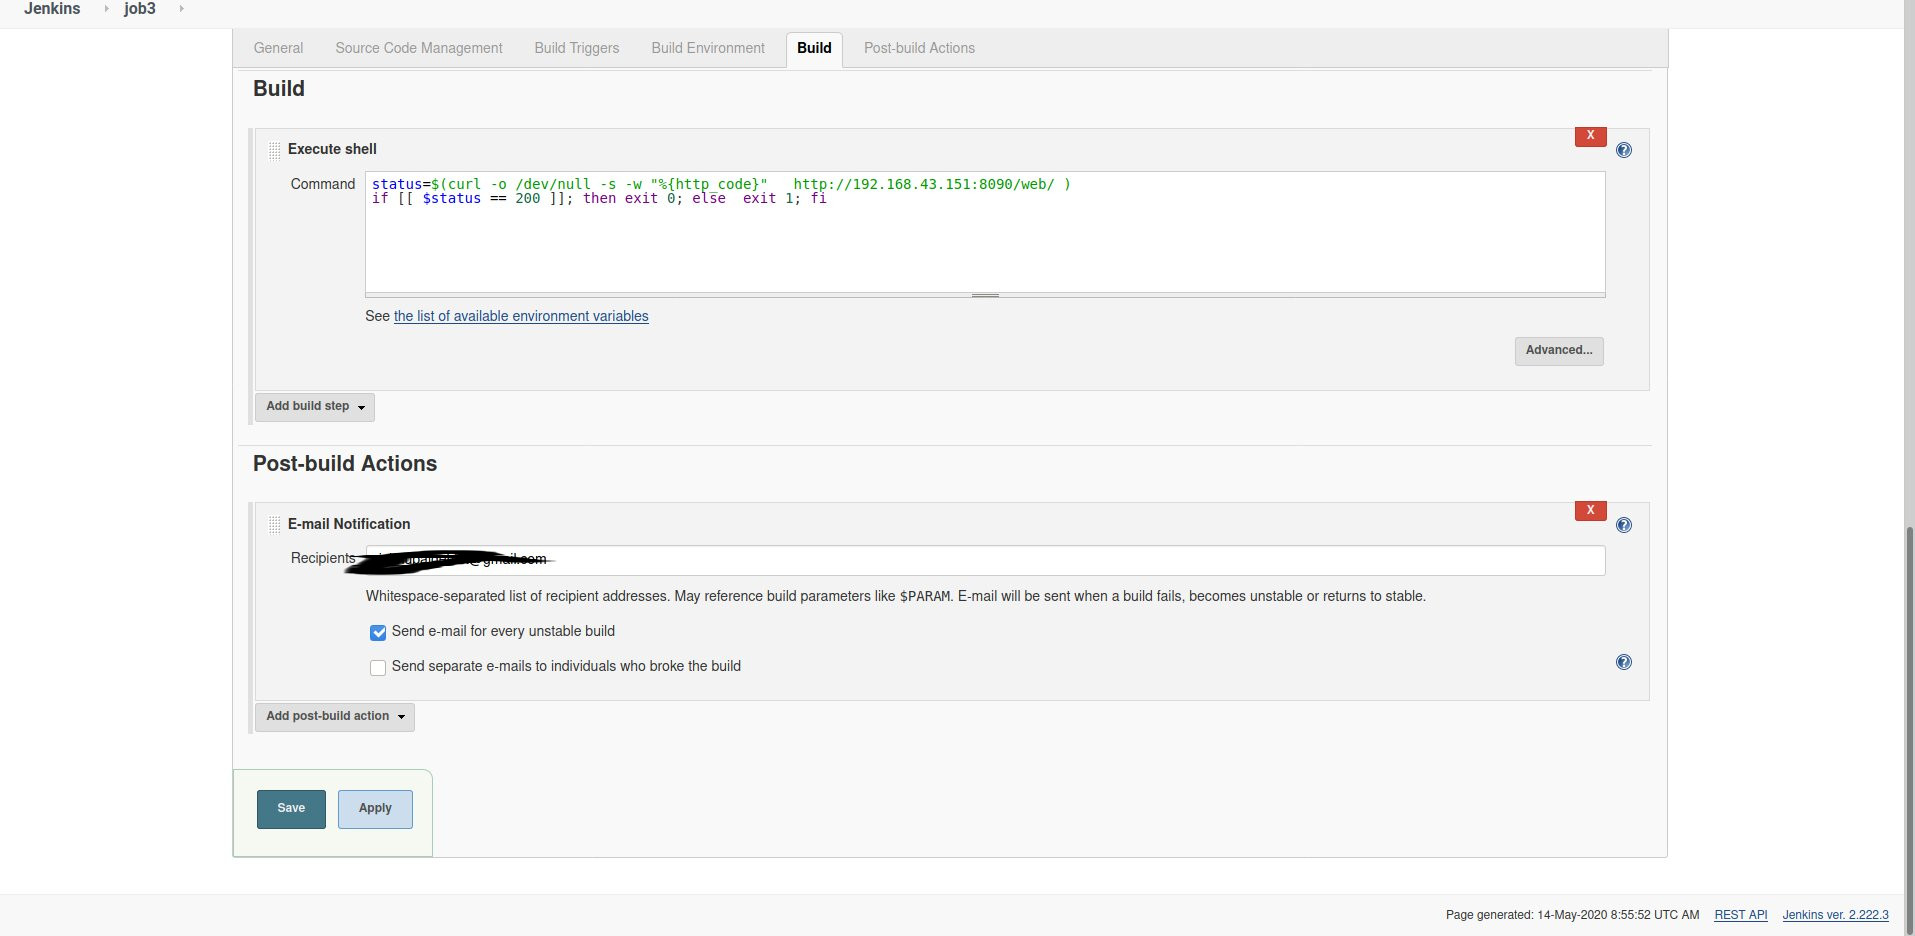 Jenkins job3
General Source Code Management Build Triggers Build Environment Build Post-build Actions
Build
X
Execute shell
Command
status=$(curl -o /dev/null -s -w "%{http_code}"   http://192.168.43.151:8090/web/ )
if [[ $status == 200 ]]; then exit 0; else  exit 1; fi
See the list of available environment variables
Advanced...
Add build step
Post-build Actions
X
E-mail Notification
Recipients @gmail.com
Whitespace-separated list of recipient addresses. May reference build parameters like $PARAM. E-mail will be sent when a build fails, becomes unstable or returns to stable.
Send e-mail for every unstable build
Send separate e-mails to individuals who broke the build
Add post-build action
Save Apply
Page generated: 14-May-2020 8:55:52 UTC AM REST API Jenkins ver. 2.222.3